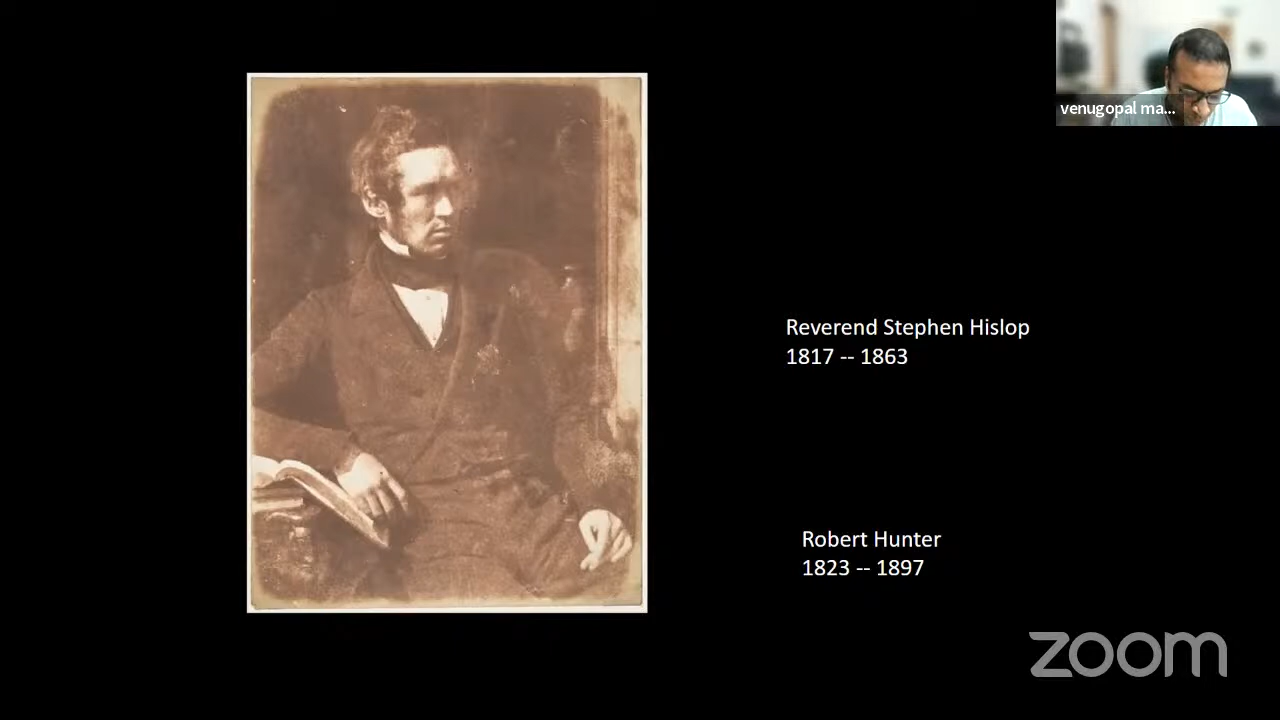 venugopal ma...
Reverend Stephen Hislop
1817 -- 1863
Robert Hunter
1823 -- 1897
zoom